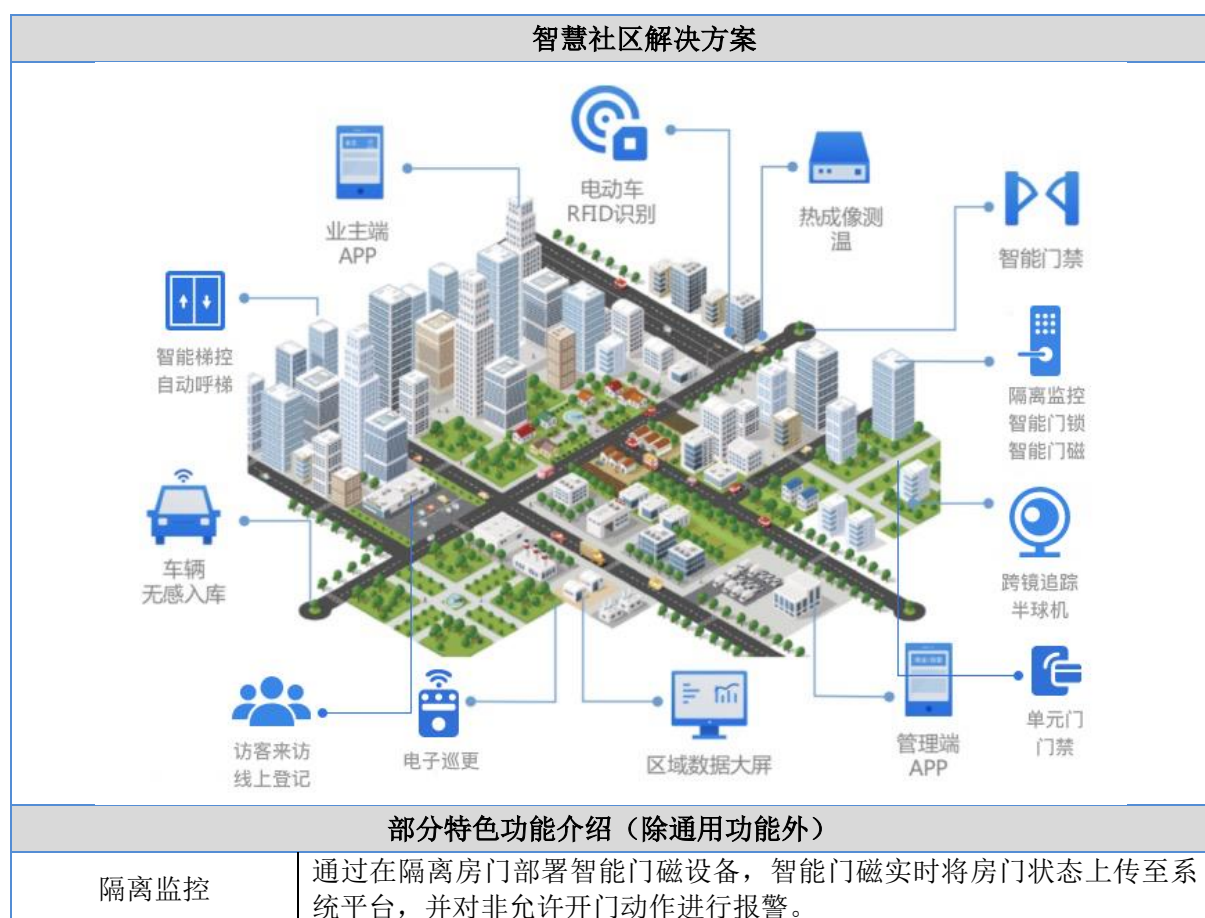 智慧社区解决方案
电动车
RFID识别
业主端
APP
热成像测
温
智能门禁
智能梯控
自动呼梯
隔离监控
智能门锁
智能门磁
车辆
无感入库
跨镜追踪
半球机
访客来访
线上登记
电子巡更
区域数据大屏
管理端
APP
单元门
门禁
部分特色功能介绍（除通用功能外）
隔离监控
通过在隔离房门部署智能门磁设备，智能门磁实时将房门状态上传至系
统平台，并对非允许开门动作进行报警。